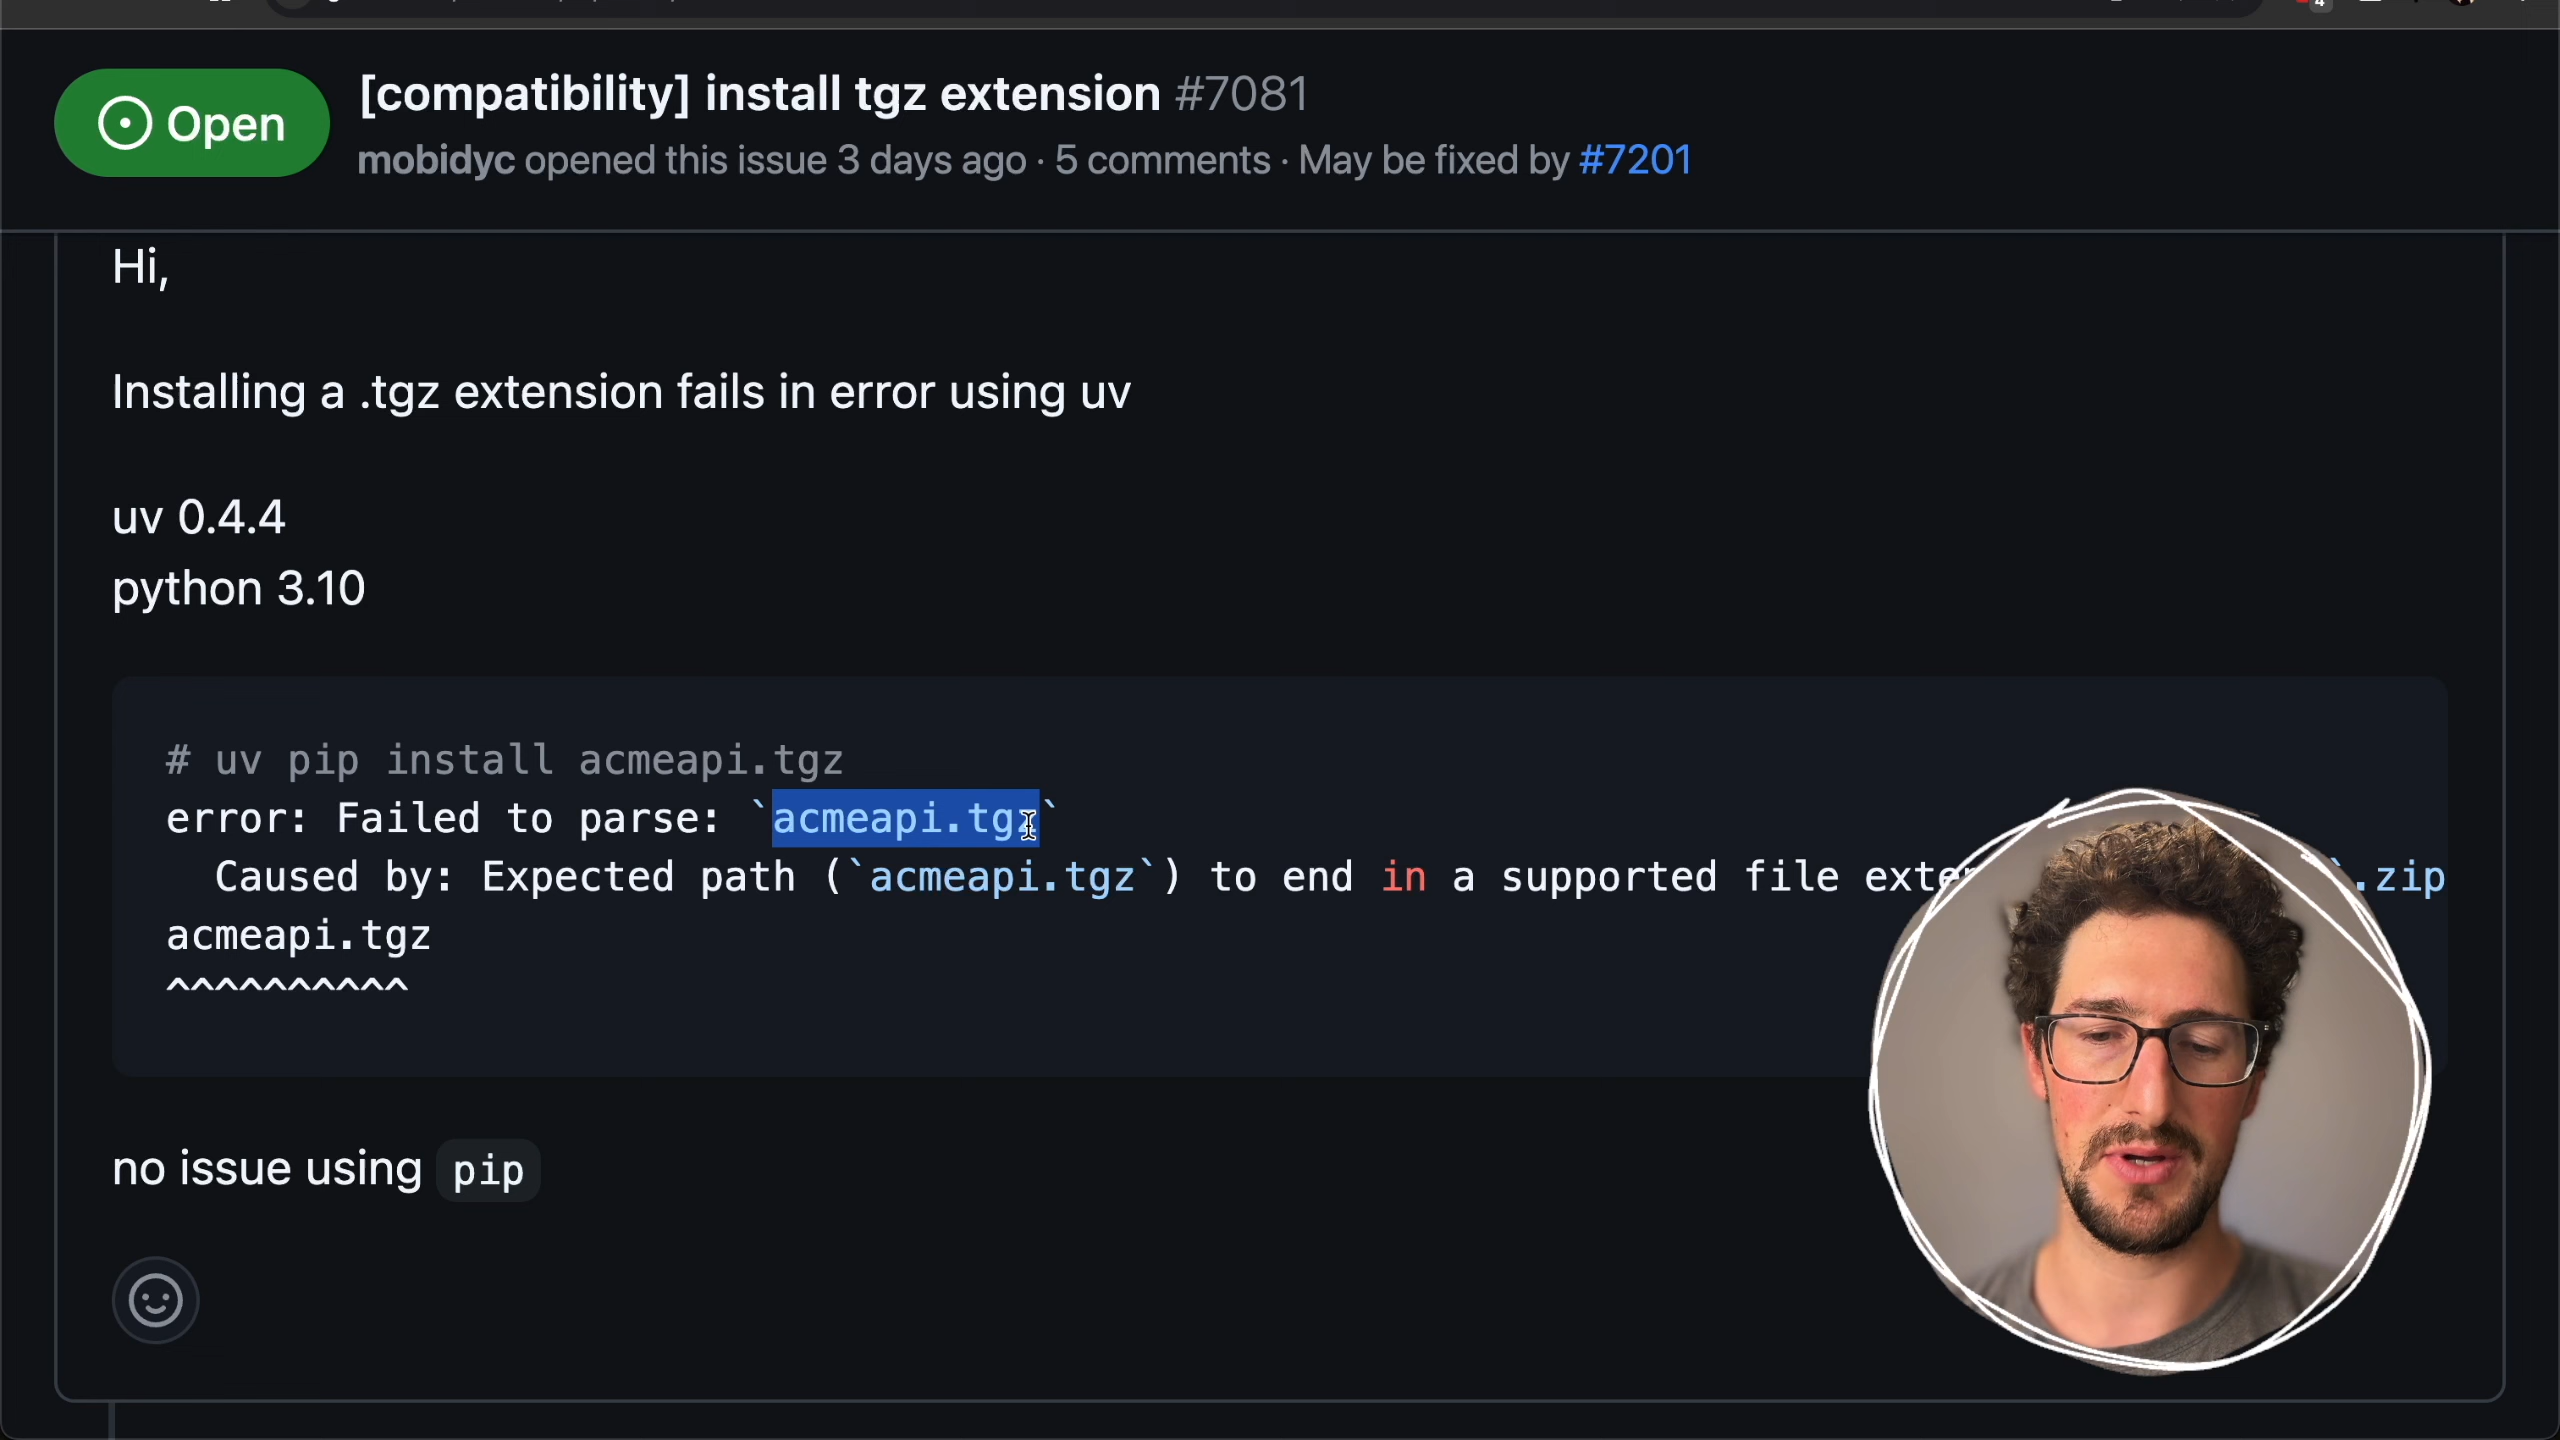 4
Open
[compatibility] install tgz extension #7081
mobidyc opened this issue 3 days ago · 5 comments · May be fixed by #7201
Hi,
Installing a .tgz extension fails in error using uv
uv 0.4.4
python 3.10
# uv pip install acmeapi.tgz
error: Failed to parse: `acmeapi.tgz`
Caused by: Expected path (`acmeapi.tgz`) to end in a supported file `.zip
acmeapi.tgz
^^^^^^^^^^
no issue using pip